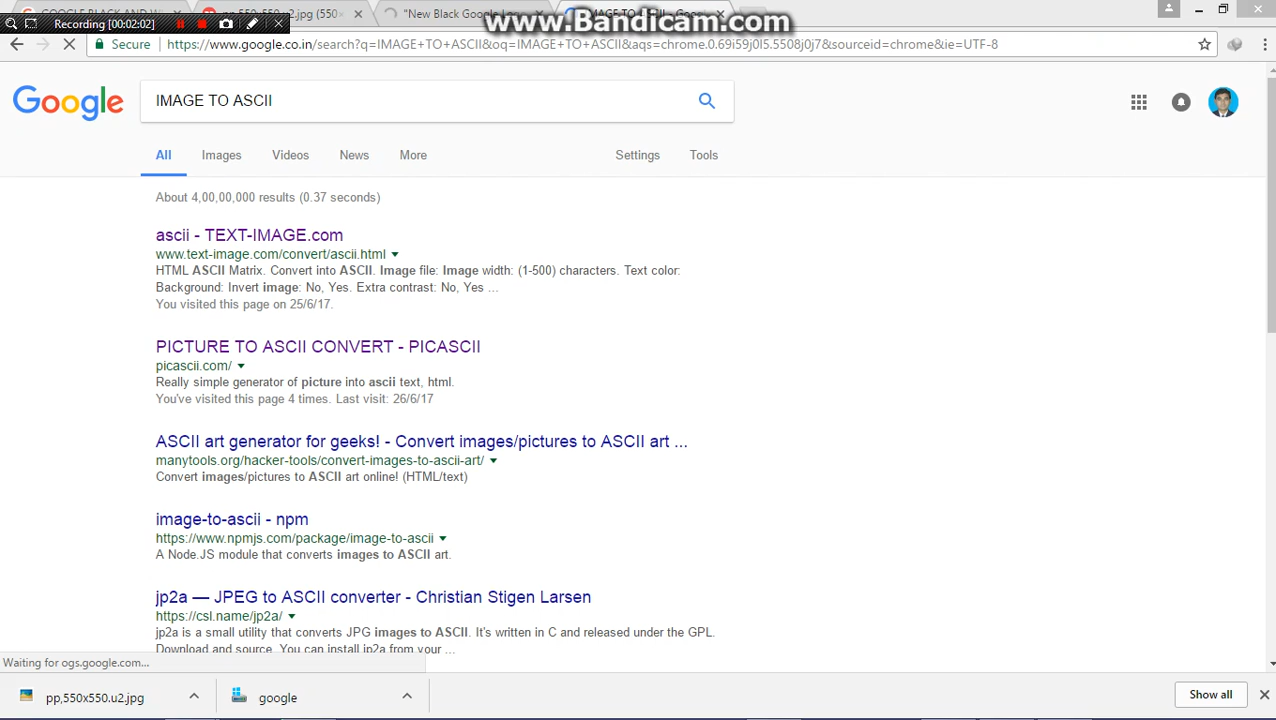 Recording [00:02:02]
www.Bandicam.com
pp,550x550.u2.jpg (550
"New Black Google
Secure https://www.google.co.in/search?q=IMAGE+TO+ASCII&oq=IMAGE+TO+ASCII&aqs=chrome.0.69i59j0l5.5508j0j7&sourceid=chrome&ie=UTF-8
Google
IMAGE TO ASCII
All Images Videos News More Settings Tools
About 4,00,00,000 results (0.37 seconds)
ascii - TEXT-IMAGE.com
www.text-image.com/convert/ascii.html
HTML ASCII Matrix. Convert into ASCII. Image file: Image width: (1-500) characters. Text color:
Background: Invert image: No, Yes. Extra contrast: No, Yes ...
You visited this page on 25/6/17.
PICTURE TO ASCII CONVERT - PICASCII
picascii.com/
Really simple generator of picture into ascii text, html.
You've visited this page 4 times. Last visit: 26/6/17
ASCII art generator for geeks! - Convert images/pictures to ASCII art ...
manytools.org/hacker-tools/convert-images-to-ascii-art/
Convert images/pictures to ASCII art online! (HTML/text)
image-to-ascii - npm
https://www.npmjs.com/package/image-to-ascii
A Node.JS module that converts images to ASCII art.
jp2a — JPEG to ASCII converter - Christian Stigen Larsen
https://csl.name/jp2a/
jp2a is a small utility that converts JPG images to ASCII. It's written in C and released under the GPL.
Download and source. You can install jp2a from your ...
Waiting for ogs.google.com...
pp,550x550.u2.jpg google Show all